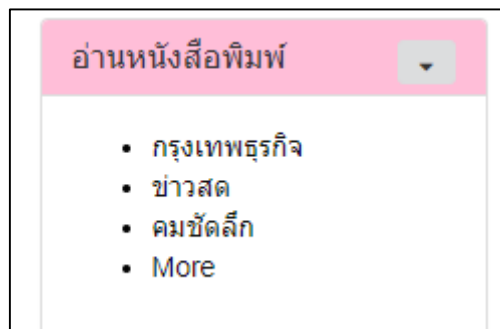 อ่านหนังสือพิมพ์
กรุงเทพธุรกิจ
ข่าวสด
คมชัดลึก
More